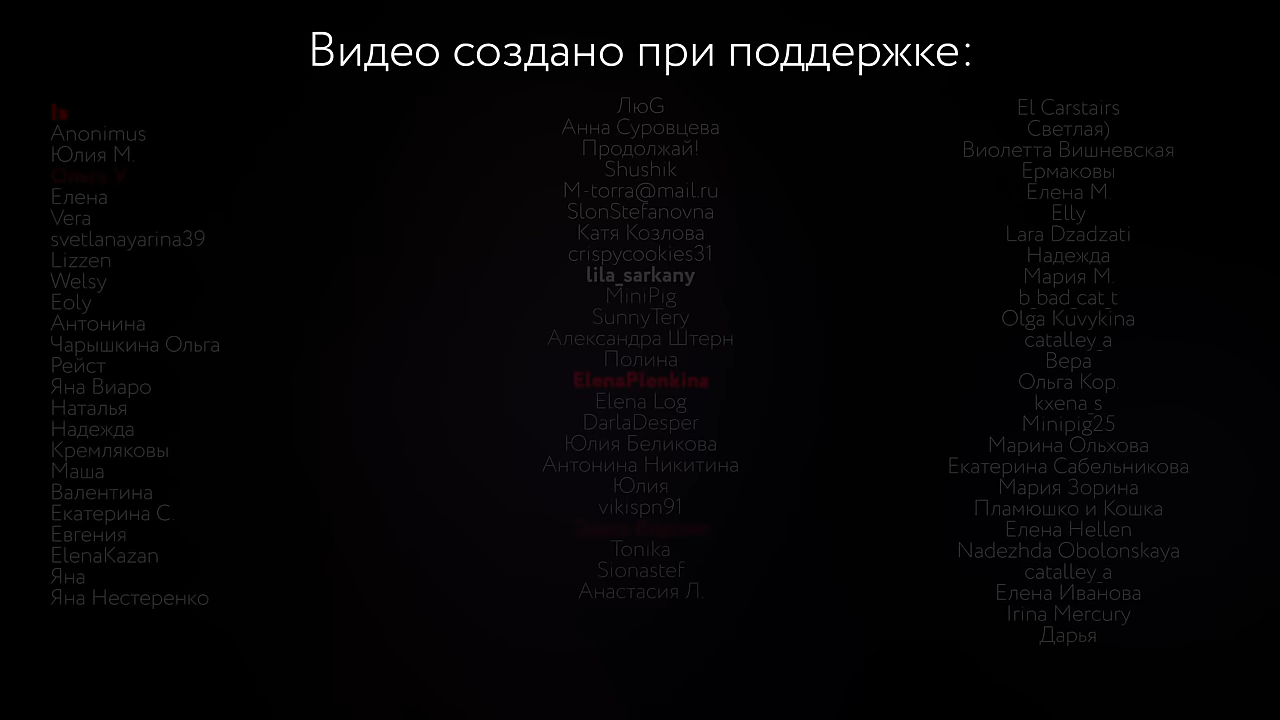 Видео создано при поддержке:
Is
Anonimus
Юлия М.
Елена
Vera
svetlanayarina39
Lizzen
Welsy
Eoly
Антонина
Чарышкина Ольга
Рейст
Яна Виаро
Наталья
Надежда
Кремляковы
Маша
Валентина
Екатерина С.
Евгения
ElenaKazan
Яна
Яна Нестеренко
ЛюG
Анна Суровцева
Продолжай!
Shushik
M-torra@mail.ru
SlonStefanovna
Катя Козлова
crispycookies31
lila_sarkany
MiniPig
SunnyTery
Александра Штерн
Полина
ElenaPienkina
Elena Log
DarlaDesper
Юлия Беликова
Антонина Никитина
Юлия
vikispn91
Tonika
Sionastef
Анастасия Л.
El Carstairs
Светлая)
Виолетта Вишневская
Ермаковы
Елена М.
Elly
Lara Dzadzati
Надежда
Мария М.
b_bad_cat_t
Olga Kuvykina
catalley_a
Вера
Ольга Кор
kxena_s
Minipig25
Марина Ольхова
Екатерина Сабельникова
Мария Зорина
Пламюшко и Кошка
Елена Hellen
Nadezhda Obolonskaya
catalley_a
Елена Иванова
Irina Mercury
Дарья